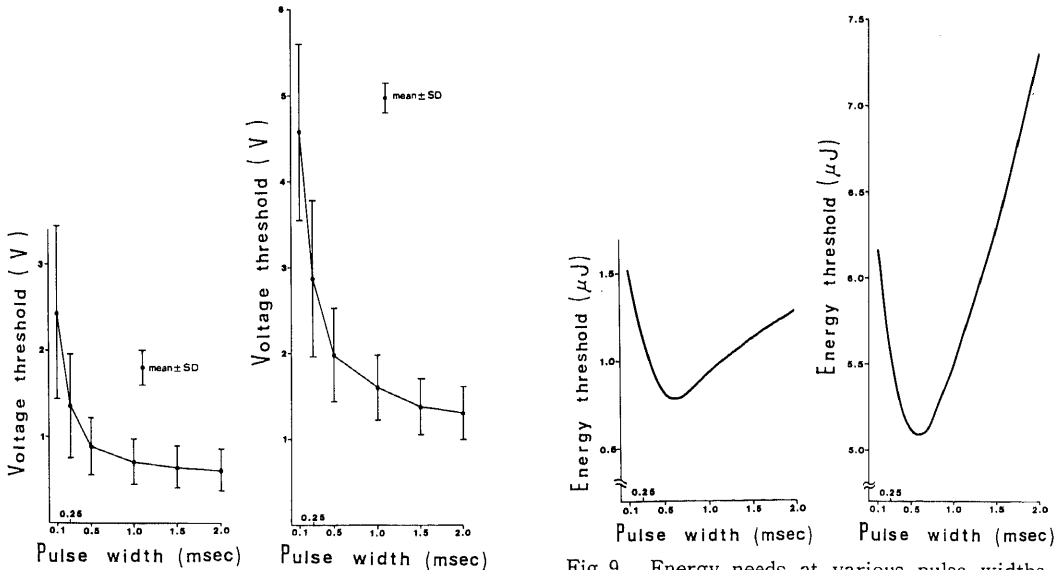 Voltage threshold (V)
3
2
1
mean±SD
0.25
0.1 0.5 1.0 1.5 2.0
Pulse width (msec)
Voltage threshold (V)
6
5
4
3
2
1
mean±SD
0.25
0.1 0.5 1.0 1.5 2.0
Pulse width (msec)
Energy threshold (μJ)
1.5
1.0
0.5
0.25
0.1 0.5 1.0 1.5 2.0
Pulse width (msec)
Energy threshold (μJ)
7.5
7.0
6.5
6.0
5.5
5.0
0.25
0.1 0.5 1.0 1.5 2.0
Pulse width (msec)
Fig. 9. Energy needs at various pulse widths